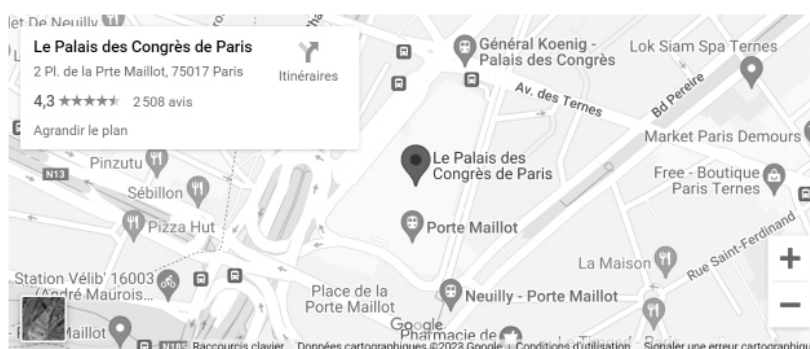 let De Neuilly
Le Palais des Congrès de Paris
2 Pl. de la Prte Maillot, 75017 Paris
4,3
2 508 avis
Agrandir le plan
Itinéraires
Général Koenig -
Palais des Congrès
Lok Siam Spa Ternes
Av. des Ternes
Bd Pereire
Market Paris Demours
Le Palais des
Congrès de Paris
Free - Boutique
Paris Ternes
Pinzutu
N13
Sébillon
Pizza Hut
Porte Maillot
La Maison
Rue Saint-Ferdinand
Station Vélib' 16003
(André Maurois...
Place de la
Porte Maillot
Neuilly - Porte Maillot
Maillot
Google
Pharmacie de
N185
Raccourcis clavier
Données cartographiques ©2023 Google
Conditions d'utilisation
Signaler une erreur cartographiqu
+
−